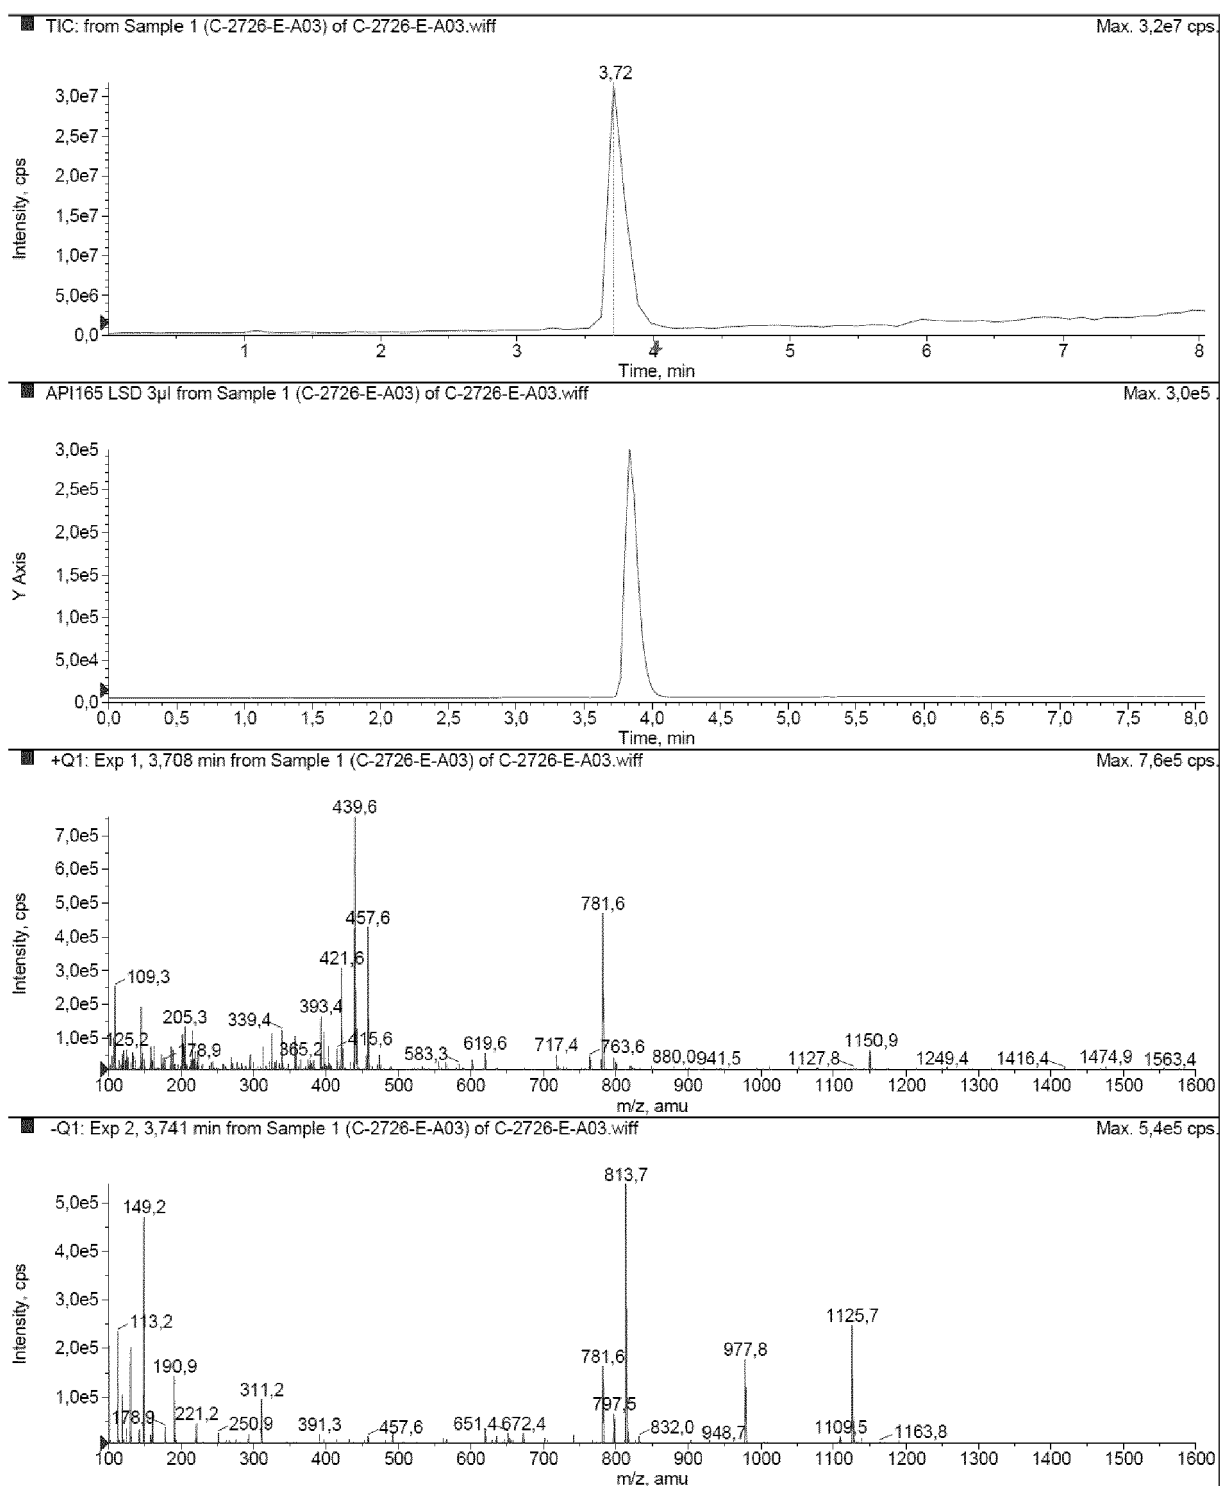 TIC: from Sample 1 (C-2726-E-A03) of C-2726-E-A03.wiff Max. 3,2e7 cps.
3,72
3,0e7
2,5e7
2,0e7
1,5e7
1,0e7
5,0e6
0,0
Intensity, cps
1 2 3 4 5 6 7 8
Time, min
API165 LSD 3µl from Sample 1 (C-2726-E-A03) of C-2726-E-A03.wiff Max. 3,0e5 .
3,0e5
2,5e5
2,0e5
1,5e5
1,0e5
5,0e4
0,0
Y Axis
0,0 0,5 1,0 1,5 2,0 2,5 3,0 3,5 4,0 4,5 5,0 5,5 6,0 6,5 7,0 7,5 8,0
Time, min
+Q1: Exp 1, 3,708 min from Sample 1 (C-2726-E-A03) of C-2726-E-A03.wiff Max. 7,6e5 cps.
439,6
7,0e5
6,0e5
781,6
5,0e5
457,6
4,0e5
421,6
3,0e5
109,3
393,4
2,0e5
205,3 339,4
415,6
1,0e5
125,2 78,9 365,2 583,3 619,6 717,4 763,6 880,0 941,5 1127,8 1150,9 1249,4 1416,4 1474,9 1563,4
Intensity, cps
100 200 300 400 500 600 700 800 900 1000 1100 1200 1300 1400 1500 1600
m/z, amu
-Q1: Exp 2, 3,741 min from Sample 1 (C-2726-E-A03) of C-2726-E-A03.wiff Max. 5,4e5 cps.
813,7
5,0e5
149,2
4,0e5
3,0e5
113,2 1125,7
2,0e5
190,9 781,6 977,8
1,0e5
311,2 797,5
178,9 221,2 250,9 391,3 457,6 651,4 672,4 832,0 948,7 1109,5 1163,8
Intensity, cps
100 200 300 400 500 600 700 800 900 1000 1100 1200 1300 1400 1500 1600
m/z, amu